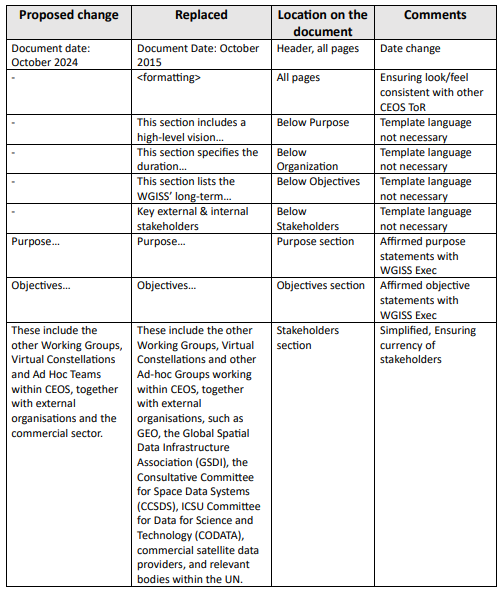 Proposed change
Replaced
Location on the
document
Comments
Document date:
October 2024
Document Date: October
2015
Header, all pages
Date change
-
<formatting>
All pages
Ensuring look/feel
consistent with other
CEOS ToR
-
This section includes a
high-level vision...
Below Purpose
Template language
not necessary
-
This section specifies the
duration...
Below
Organization
Template language
not necessary
-
This section lists the
WGISS' long-term...
Below Objectives
Template language
not necessary
-
Key external & internal
stakeholders
Below
Stakeholders
Template language
not necessary
Purpose...
Purpose...
Purpose section
Affirmed purpose
statements with
WGISS Exec
Objectives...
Objectives...
Objectives section
Affirmed objective
statements with
WGISS Exec
These include the
other Working Groups,
Virtual Constellations
and Ad Hoc Teams
within CEOS, together
with external
organisations and the
commercial sector.
These include the other
Working Groups, Virtual
Constellations and other
Ad-hoc Groups working
within CEOS, together
with external
organisations, such as
GEO, the Global Spatial
Data Infrastructure
Association (GSDI), the
Consultative Committee
for Space Data Systems
(CCSDS), ICSU Committee
for Data for Science and
Technology (CODATA),
commercial satellite data
providers, and relevant
bodies within the UN.
Stakeholders
section
Simplified, Ensuring
currency of
stakeholders